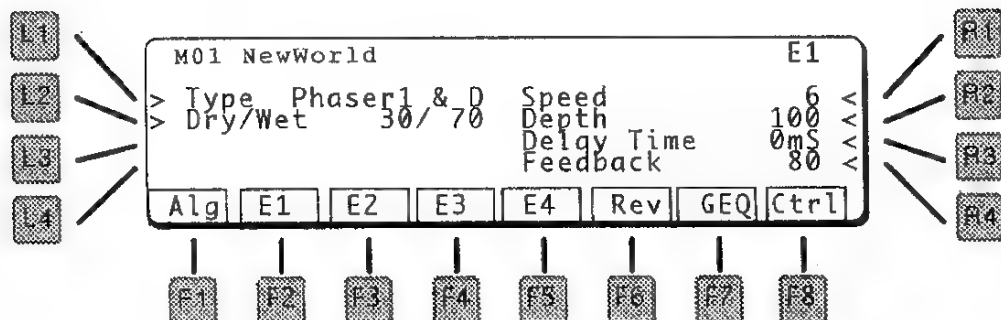 L1
L2
L3
L4
M01 NewWorld E1
> Type Phaser1 & D Speed 6 <
> Dry/Wet 30/ 70 Depth 100 <
Delay Time 0mS <
Feedback 80 <
Alg E1 E2 E3 E4 Rev GEQ Ctrl
R1
R2
R3
R4
F1 F2 F3 F4 F5 F6 F7 F8